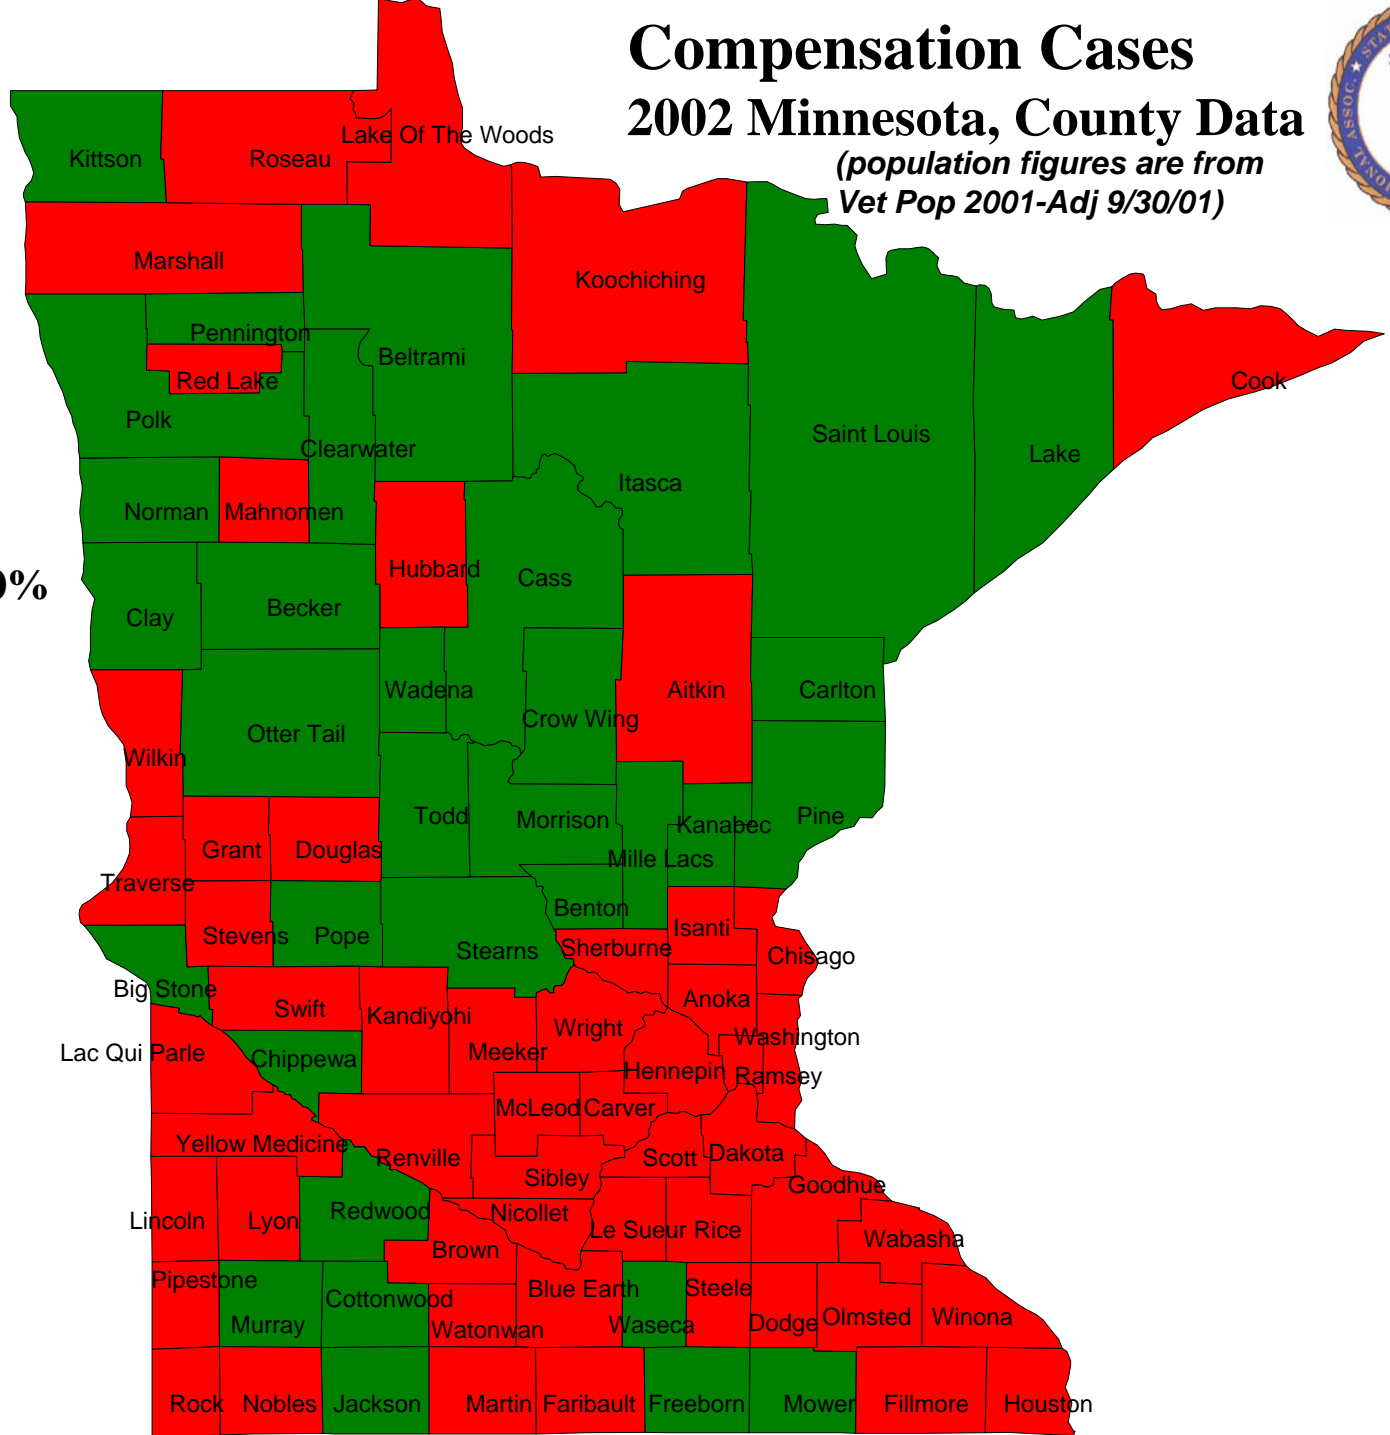 Compensation Cases
2002 Minnesota, County Data
(population figures are from
Vet Pop 2001-Adj 9/30/01)
STA
ONAL ASSOC. ★
Lake Of The Woods
Kittson
Roseau
Marshall
Koochiching
Pennington
Beltrami
Red Lake
Cook
Polk
Saint Louis
Clearwater
Lake
Itasca
Norman
Mahnomen
Hubbard
Cass
0%
Becker
Clay
Wadena
Aitkin
Carlton
Crow Wing
Otter Tail
Wilkin
Todd
Morrison
Kanabec
Pine
Grant
Douglas
Mille Lacs
Traverse
Benton
Isanti
Stevens
Pope
Stearns
Sherburne
Chisago
Big Stone
Swift
Kandiyohi
Anoka
Wright
Washington
Lac Qui Parle
Chippewa
Meeker
Hennepin
Ramsey
McLeod
Carver
Yellow Medicine
Renville
Scott
Dakota
Sibley
Goodhue
Lincoln
Lyon
Redwood
Nicollet
Le Sueur
Rice
Wabasha
Brown
Pipestone
Blue Earth
Steele
Cottonwood
Murray
Watonwan
Waseca
Dodge
Olmsted
Winona
Rock
Nobles
Jackson
Martin
Faribault
Freeborn
Mower
Fillmore
Houston